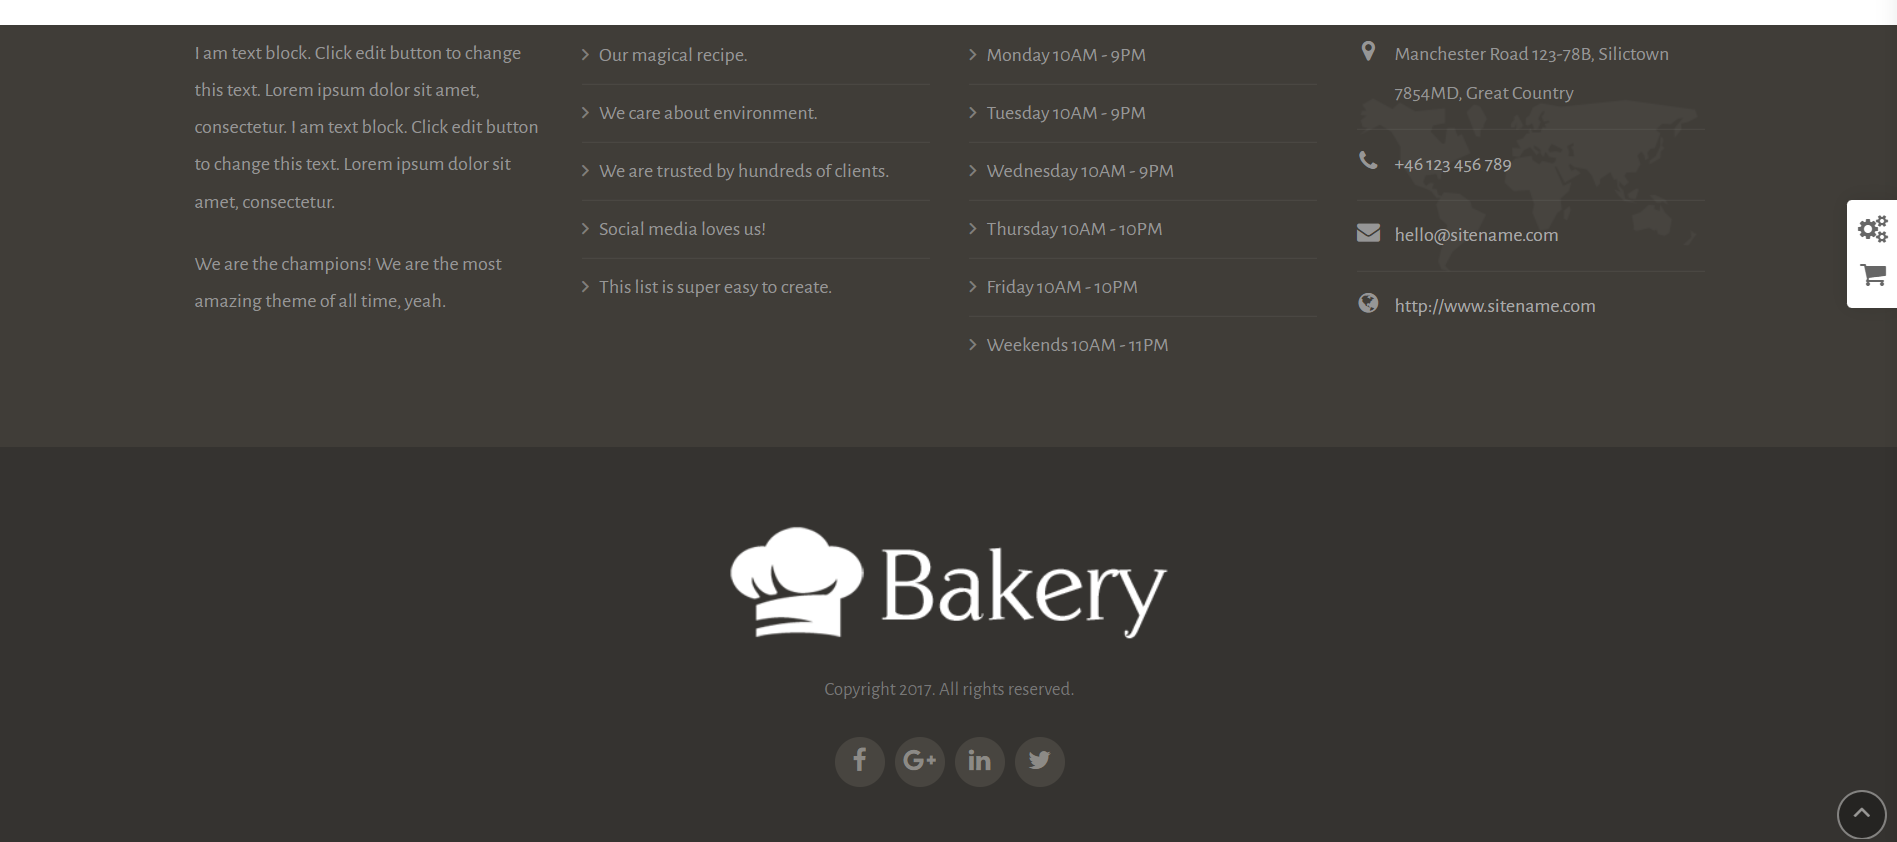 I am text block. Click edit button to change
this text. Lorem ipsum dolor sit amet,
consectetur. I am text block. Click edit button
to change this text. Lorem ipsum dolor sit
amet, consectetur.
We are the champions! We are the most
amazing theme of all time, yeah.
Our magical recipe.
We care about environment.
We are trusted by hundreds of clients.
Social media loves us!
This list is super easy to create.
Monday 10AM - 9PM
Tuesday 10AM - 9PM
Wednesday 10AM - 9PM
Thursday 10AM - 10PM
Friday 10AM - 10PM
Weekends 10AM - 11PM
Manchester Road 123-78B, Silictown
7854MD, Great Country
+46 123 456 789
hello@sitename.com
http://www.sitename.com
Bakery
Copyright 2017. All rights reserved.